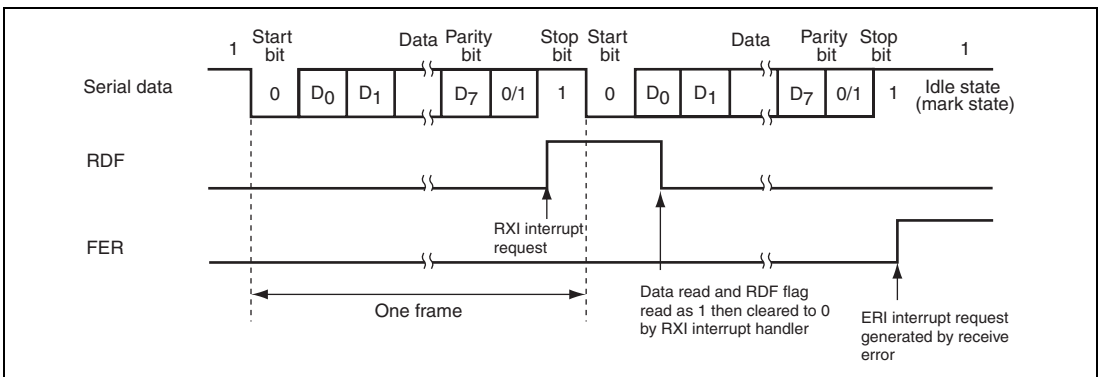 1 Start bit Data Parity bit Stop bit Start bit Data Parity bit Stop bit 1
Serial data 0 D0 D1 D7 0/1 1 0 D0 D1 D7 0/1 1 Idle state (mark state)
RDF
RXI interrupt request
FER
One frame
Data read and RDF flag
read as 1 then cleared to 0
by RXI interrupt handler
ERI interrupt request
generated by receive
error